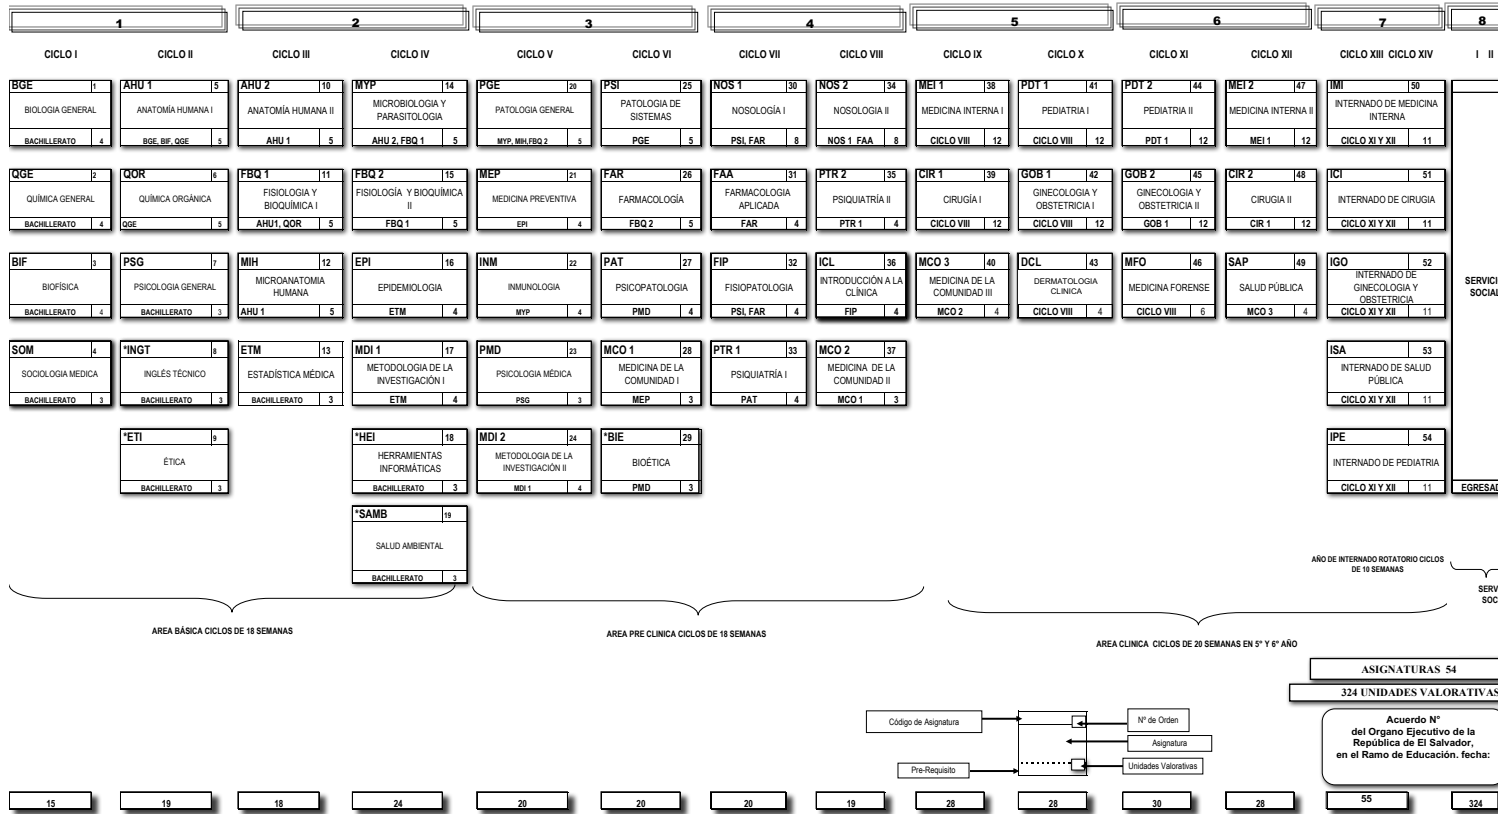 1 2 3 4 5 6 7 8
CICLO I CICLO II CICLO III CICLO IV CICLO V CICLO VI CICLO VII CICLO VIII CICLO IX CICLO X CICLO XI CICLO XII CICLO XIII CICLO XIV I II
BGE 1
BIOLOGIA GENERAL
BACHILLERATO 4
AHU 1 5
ANATOMÍA HUMANA I
BGE, BIF, QGE 5
AHU 2 10
ANATOMÍA HUMANA II
AHU 1 5
MYP 14
MICROBIOLOGIA Y
PARASITOLOGIA
AHU 2, FBQ 1 5
PGE 20
PATOLOGIA GENERAL
MYP, MIH,FBQ 2 5
PSI 25
PATOLOGIA DE
SISTEMAS
PGE 5
NOS 1 30
NOSOLOGÍA I
PSI, FAR 8
NOS 2 34
NOSOLOGIA II
NOS 1 FAA 8
MEI 1 38
MEDICINA INTERNA I
CICLO VIII 12
PDT 1 41
PEDIATRIA I
CICLO VIII 12
PDT 2 44
PEDIATRIA II
PDT 1 12
MEI 2 47
MEDICINA INTERNA II
MEI 1 12
IMI 50
INTERNADO DE MEDICINA
INTERNA
CICLO XI Y XII 11
QGE 2
QUÍMICA GENERAL
BACHILLERATO 4
QOR 6
QUÍMICA ORGÁNICA
QGE 5
FBQ 1 11
FISIOLOGIA Y
BIOQUÍMICA I
AHU1, QOR 5
FBQ 2 15
FISIOLOGÍA Y BIOQUÍMICA
II
FBQ 1 5
MEP 21
MEDICINA PREVENTIVA
EPI 4
FAR 26
FARMACOLOGÍA
FBQ 2 5
FAA 31
FARMACOLOGIA
APLICADA
FAR 4
PTR 2 35
PSIQUIATRÍA II
PTR 1 4
CIR 1 39
CIRUGÍA I
CICLO VIII 12
GOB 1 42
GINECOLOGIA Y
OBSTETRICIA I
CICLO VIII 12
GOB 2 45
GINECOLOGIA Y
OBSTETRICIA II
GOB 1 12
CIR 2 48
CIRUGIA II
CIR 1 12
ICI 51
INTERNADO DE CIRUGIA
CICLO XI Y XII 11
BIF 3
BIOFÍSICA
BACHILLERATO 4
PSG 7
PSICOLOGIA GENERAL
BACHILLERATO 3
MIH 12
MICROANATOMIA
HUMANA
AHU 1 5
EPI 16
EPIDEMIOLOGIA
ETM 4
INM 22
INMUNOLOGIA
MYP 4
PAT 27
PSICOPATOLOGIA
PMD 4
FIP 32
FISIOPATOLOGIA
PSI, FAR 4
ICL 36
INTRODUCCIÓN A LA
CLÍNICA
FIP 4
MCO 3 40
MEDICINA DE LA
COMUNIDAD III
MCO 2 4
DCL 43
DERMATOLOGIA
CLINICA
CICLO VIII 4
MFO 46
MEDICINA FORENSE
CICLO VIII 6
SAP 49
SALUD PÚBLICA
MCO 3 4
IGO 52
INTERNADO DE
GINECOLOGIA Y
OBSTETRICIA
CICLO XI Y XII 11
SERVICI
SOCIAL
SOM 4
SOCIOLOGIA MEDICA
BACHILLERATO 3
*INGT 8
INGLÉS TÉCNICO
BACHILLERATO 3
ETM 13
ESTADÍSTICA MÉDICA
BACHILLERATO 3
MDI 1 17
METODOLOGIA DE LA
INVESTIGACIÓN I
ETM 4
PMD 23
PSICOLOGIA MÉDICA
PSG 3
MCO 1 28
MEDICINA DE LA
COMUNIDAD I
MEP 3
PTR 1 33
PSIQUIATRÍA I
PAT 4
MCO 2 37
MEDICINA DE LA
COMUNIDAD II
MCO 1 3
ISA 53
INTERNADO DE SALUD
PÚBLICA
CICLO XI Y XII 11
*ETI 9
ÉTICA
BACHILLERATO 3
*HEI 18
HERRAMIENTAS
INFORMÁTICAS
BACHILLERATO 3
MDI 2 24
METODOLOGIA DE LA
INVESTIGACIÓN II
MDI 1 4
*BIE 29
BIOÉTICA
PMD 3
IPE 54
INTERNADO DE PEDIATRIA
CICLO XI Y XII 11
EGRESAD
*SAMB 19
SALUD AMBIENTAL
BACHILLERATO 3
AÑO DE INTERNADO ROTATORIO CICLOS
DE 10 SEMANAS
SERV
SOC
AREA BÁSICA CICLOS DE 18 SEMANAS
AREA PRE CLINICA CICLOS DE 18 SEMANAS
AREA CLINICA CICLOS DE 20 SEMANAS EN 5° Y 6° AÑO
ASIGNATURAS 54
324 UNIDADES VALORATIVAS
Código de Asignatura
Nº de Orden
Asignatura
Pre-Requisito
Unidades Valorativas
Acuerdo N°
del Organo Ejecutivo de la
República de El Salvador,
en el Ramo de Educación. fecha:
15 19 18 24 20 20 20 19 28 28 30 28 55 324